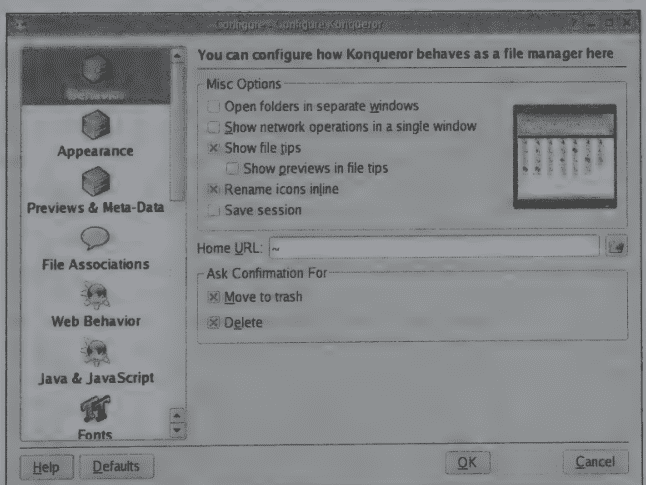 Configure - Configure Konqueror
Behavior
Appearance
Previews & Meta-Data
File Associations
Web Behavior
Java & JavaScript
Fonts
You can configure how Konqueror behaves as a file manager here
Misc Options
Open folders in separate windows
Show network operations in a single window
Show file tips
Show previews in file tips
Rename icons inline
Save session
Home URL: ~
Ask Confirmation For
Move to trash
Delete
Help
Defaults
OK
Cancel